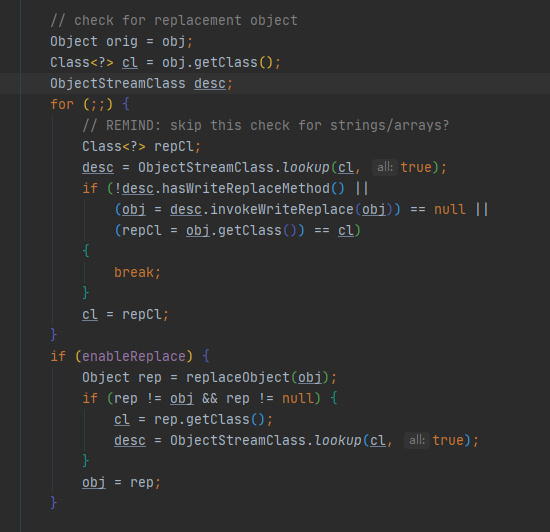 // check for replacement object
Object orig = obj;
Class<?> cl = obj.getClass();
ObjectStreamClass desc;
for (;;) {
// REMIND: skip this check for strings/arrays?
Class<?> repCl;
desc = ObjectStreamClass.lookup(cl, all: true);
if (!desc.hasWriteReplaceMethod() ||
(obj = desc.invokeWriteReplace(obj)) == null ||
(repCl = obj.getClass()) == cl)
{
break;
}
cl = repCl;
}
if (enableReplace) {
Object rep = replaceObject(obj);
if (rep != obj && rep != null) {
cl = rep.getClass();
desc = ObjectStreamClass.lookup(cl, all: true);
}
obj = rep;
}